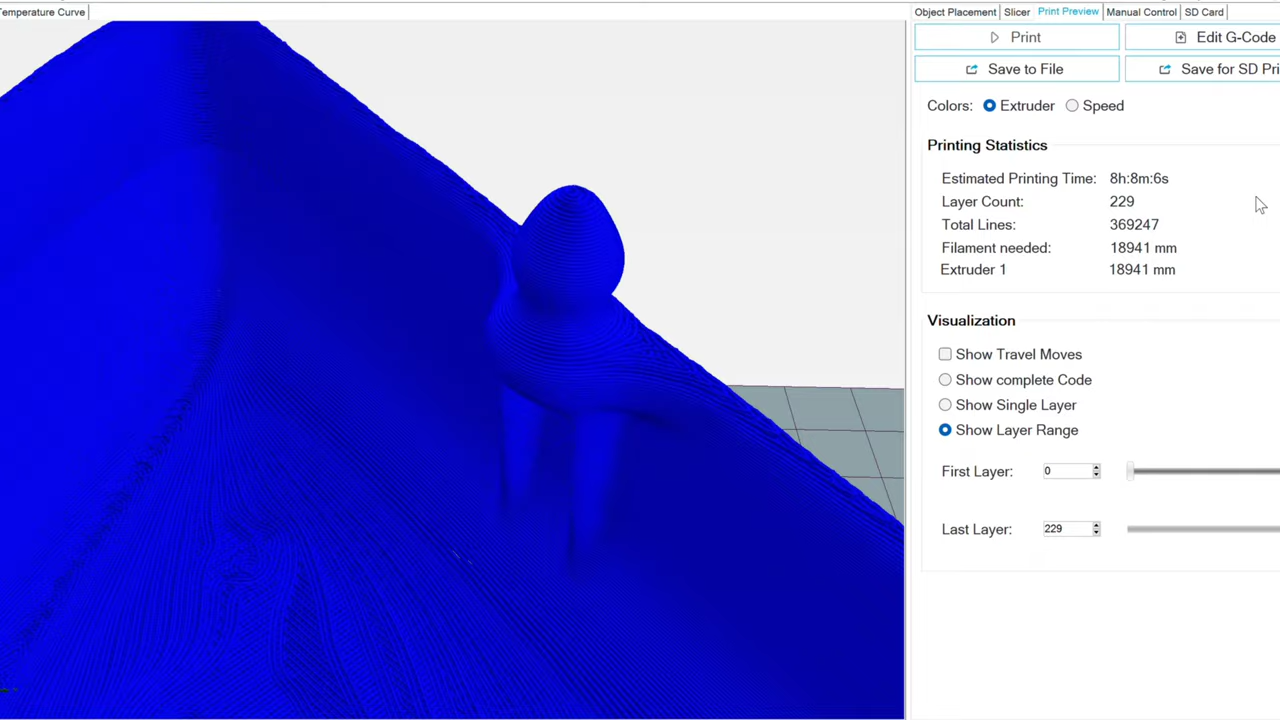 Temperature Curve
Object Placement Slicer Print Preview Manual Control SD Card
Print Edit G-Code
Save to File Save for SD Pri
Colors: Extruder Speed
Printing Statistics
Estimated Printing Time: 8h:8m:6s
Layer Count: 229
Total Lines: 369247
Filament needed: 18941 mm
Extruder 1 18941 mm
Visualization
Show Travel Moves
Show complete Code
Show Single Layer
Show Layer Range
First Layer: 0
Last Layer: 229